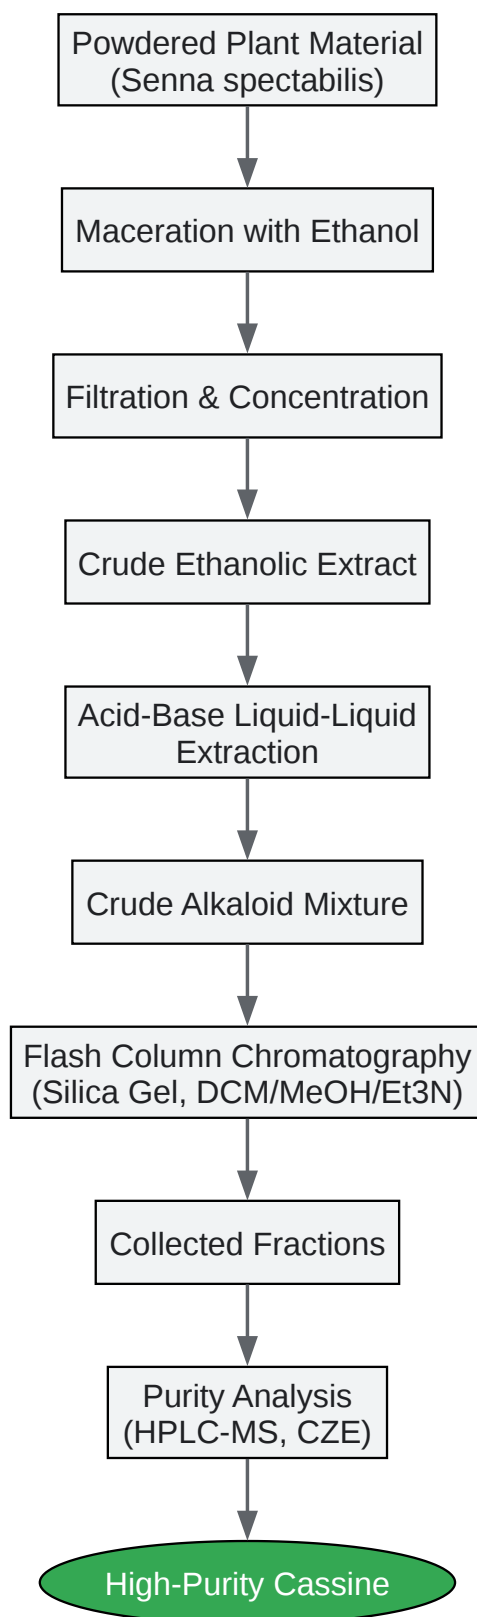 Powdered Plant Material
(Senna spectabilis)
Maceration with Ethanol
Filtration & Concentration
Crude Ethanolic Extract
Acid-Base Liquid-Liquid
Extraction
Crude Alkaloid Mixture
Flash Column Chromatography
(Silica Gel, DCM/MeOH/Et3N)
Collected Fractions
Purity Analysis
(HPLC-MS, CZE)
High-Purity Cassine